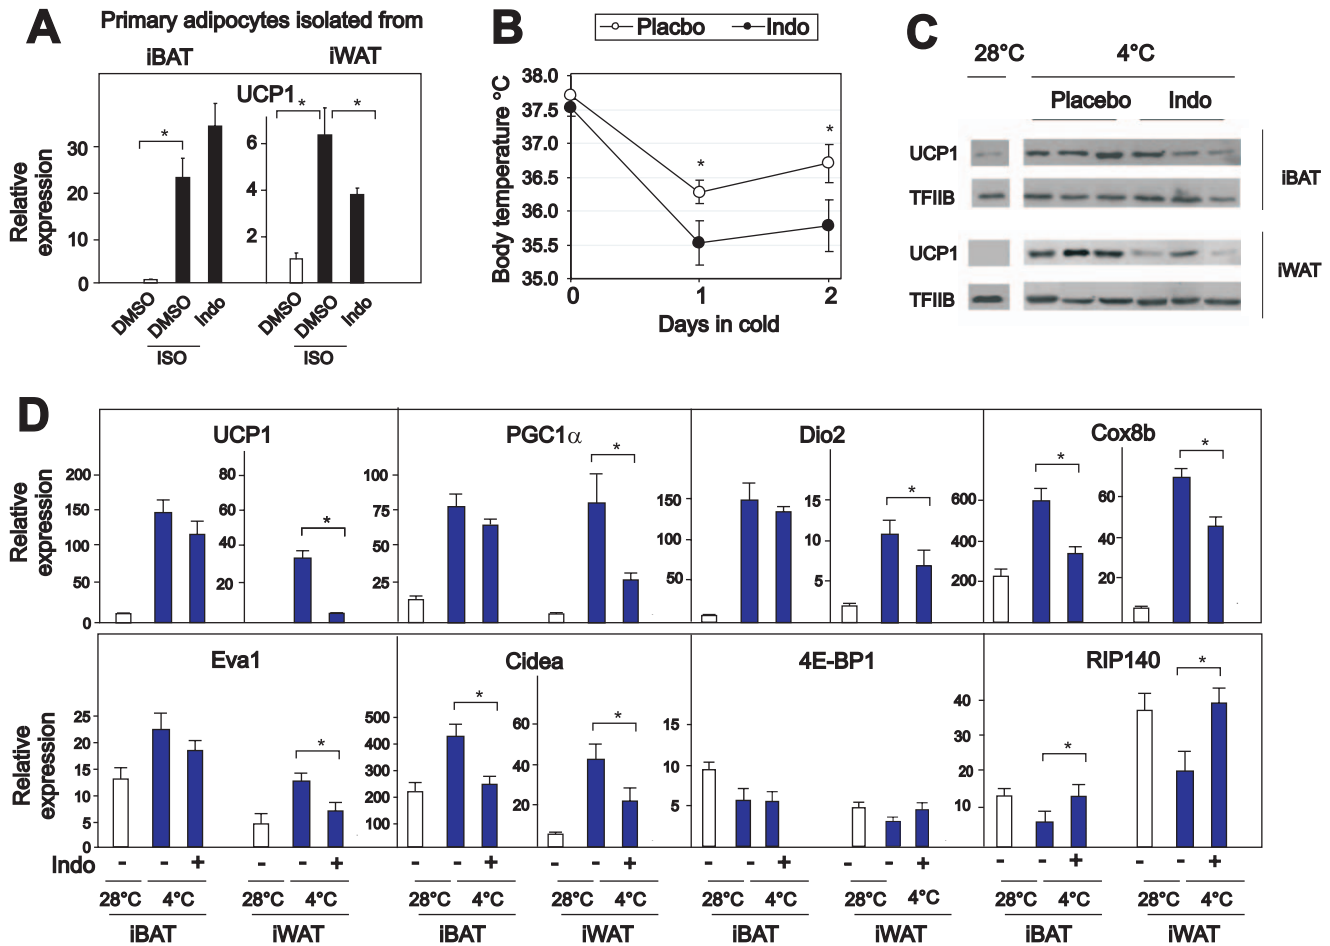 A
Primary adipocytes isolated from
iBAT
iWAT
UCP1
Relative
expression
30
20
10
0
6
4
2
*
*
*
DMSO
DMSO
Indo
DMSO
DMSO
Indo
ISO
ISO
B
Placbo
Indo
Body temperature °C
38.0
37.5
37.0
36.5
36.0
35.5
35.0
*
*
0
1
2
Days in cold
C
28°C
4°C
Placebo
Indo
UCP1
TFIIB
iBAT
UCP1
TFIIB
iWAT
D
UCP1
PGC1α
Dio2
Cox8b
Relative
expression
200
150
100
50
0
80
60
40
20
*
100
75
50
25
*
150
100
50
15
10
5
*
600
400
200
*
60
40
20
*
Eva1
Cidea
4E-BP1
RIP140
Relative
expression
25
20
15
10
5
0
*
500
400
300
200
100
*
60
40
20
*
15
10
5
40
30
20
10
*
*
Indo - - + - - + - - + - - + - - + - - + - - + - - +
28°C 4°C 28°C 4°C 28°C 4°C 28°C 4°C 28°C 4°C 28°C 4°C 28°C 4°C 28°C 4°C
iBAT iWAT iBAT iWAT iBAT iWAT iBAT iWAT